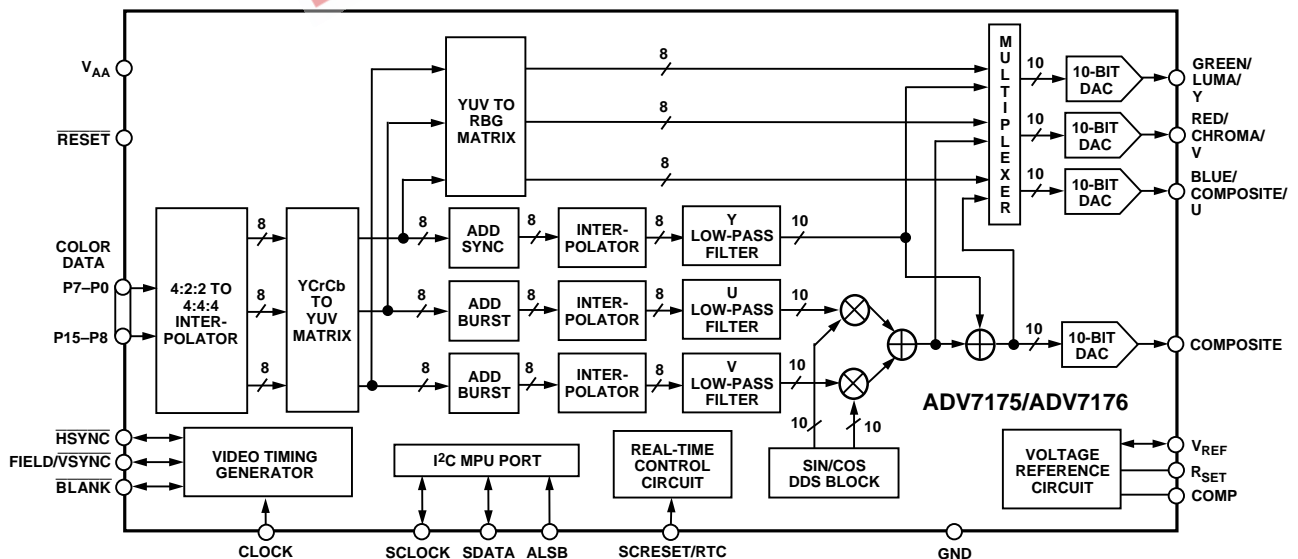 V_AA
RESET
COLOR
DATA
P7–P0
P15–P8
HSYNC
FIELD/VSYNC
BLANK
4:2:2 TO
4:4:4
INTER-
POLATOR
8
8
8
YCrCb
TO
YUV
MATRIX
YUV TO
RBG
MATRIX
8
8
8
8
ADD
SYNC
8
INTER-
POLATOR
8
Y
LOW-PASS
FILTER
10
8
ADD
BURST
8
INTER-
POLATOR
8
U
LOW-PASS
FILTER
10
8
ADD
BURST
8
INTER-
POLATOR
8
V
LOW-PASS
FILTER
10
10
10
SIN/COS
DDS BLOCK
MULTIPLEXER
10
10-BIT
DAC
GREEN/
LUMA/
Y
10
10-BIT
DAC
RED/
CHROMA/
V
10
10-BIT
DAC
BLUE/
COMPOSITE/
U
10
10-BIT
DAC
COMPOSITE
ADV7175/ADV7176
VIDEO TIMING
GENERATOR
I²C MPU PORT
REAL-TIME
CONTROL
CIRCUIT
VOLTAGE
REFERENCE
CIRCUIT
V_REF
R_SET
COMP
CLOCK
SCLOCK
SDATA
ALSB
SCRESET/RTC
GND